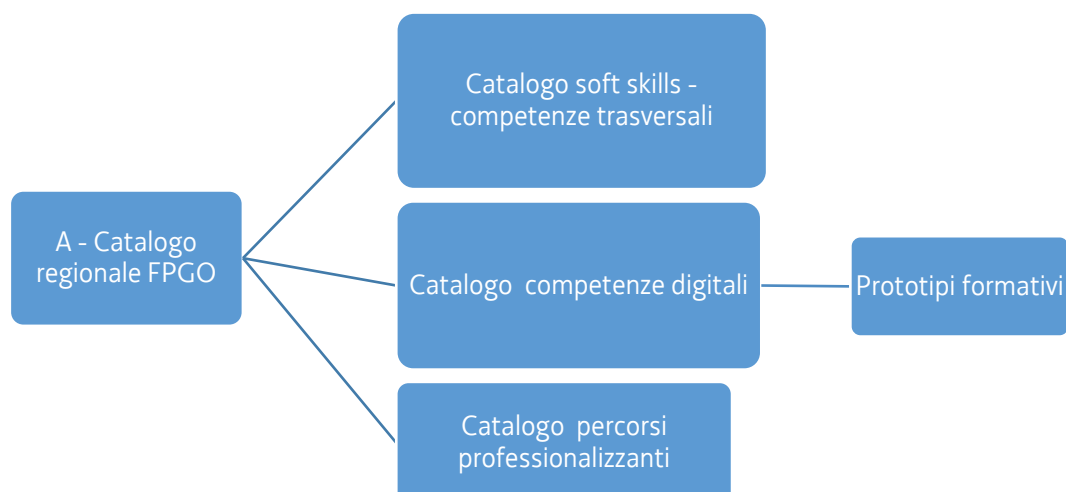 Catalogo soft skills -
competenze trasversali
A - Catalogo
regionale FPGO
Catalogo  competenze digitali
Prototipi formativi
Catalogo  percorsi
professionalizzanti